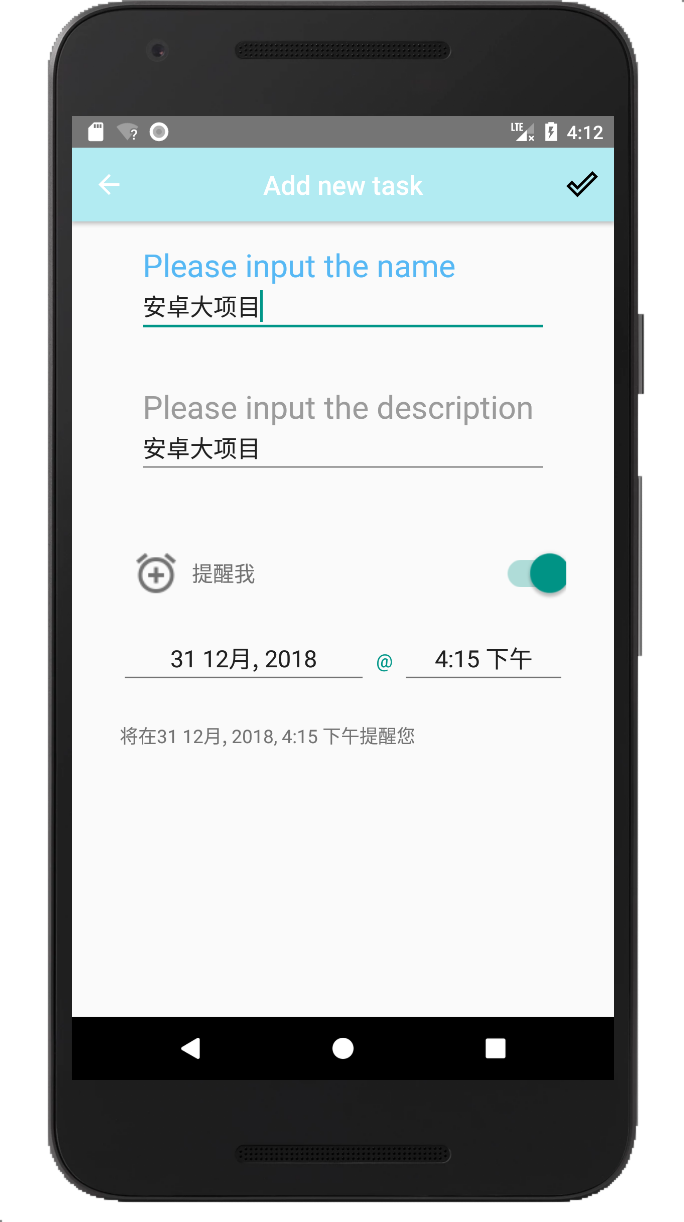 LTE 4:12
Add new task
Please input the name
安卓大项目
Please input the description
安卓大项目
提醒我
31 12月, 2018 @ 4:15 下午
将在31 12月, 2018, 4:15 下午提醒您